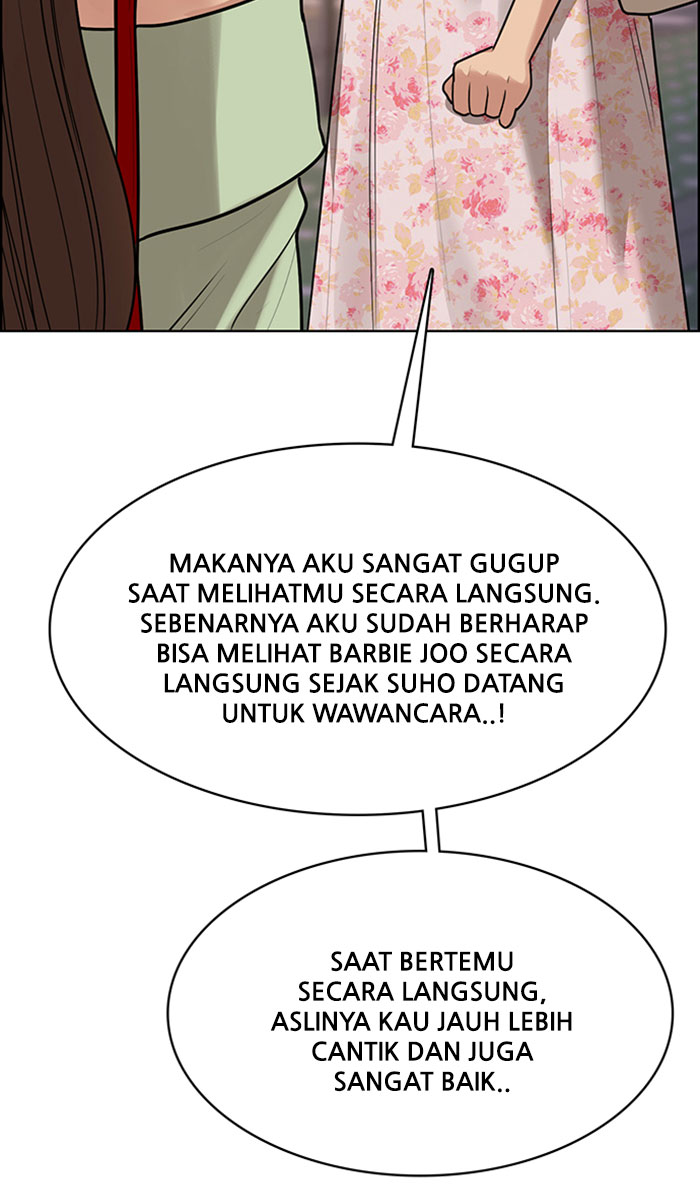 MAKANYA AKU SANGAT GUGUP
SAAT MELIHATMU SECARA LANGSUNG.
SEBENARNYA AKU SUDAH BERHARAP
BISA MELIHAT BARBIE JOO SECARA
LANGSUNG SEJAK SUHO DATANG
UNTUK WAWANCARA..!
SAAT BERTEMU
SECARA LANGSUNG,
ASLINYA KAU JAUH LEBIH
CANTIK DAN JUGA
SANGAT BAIK..